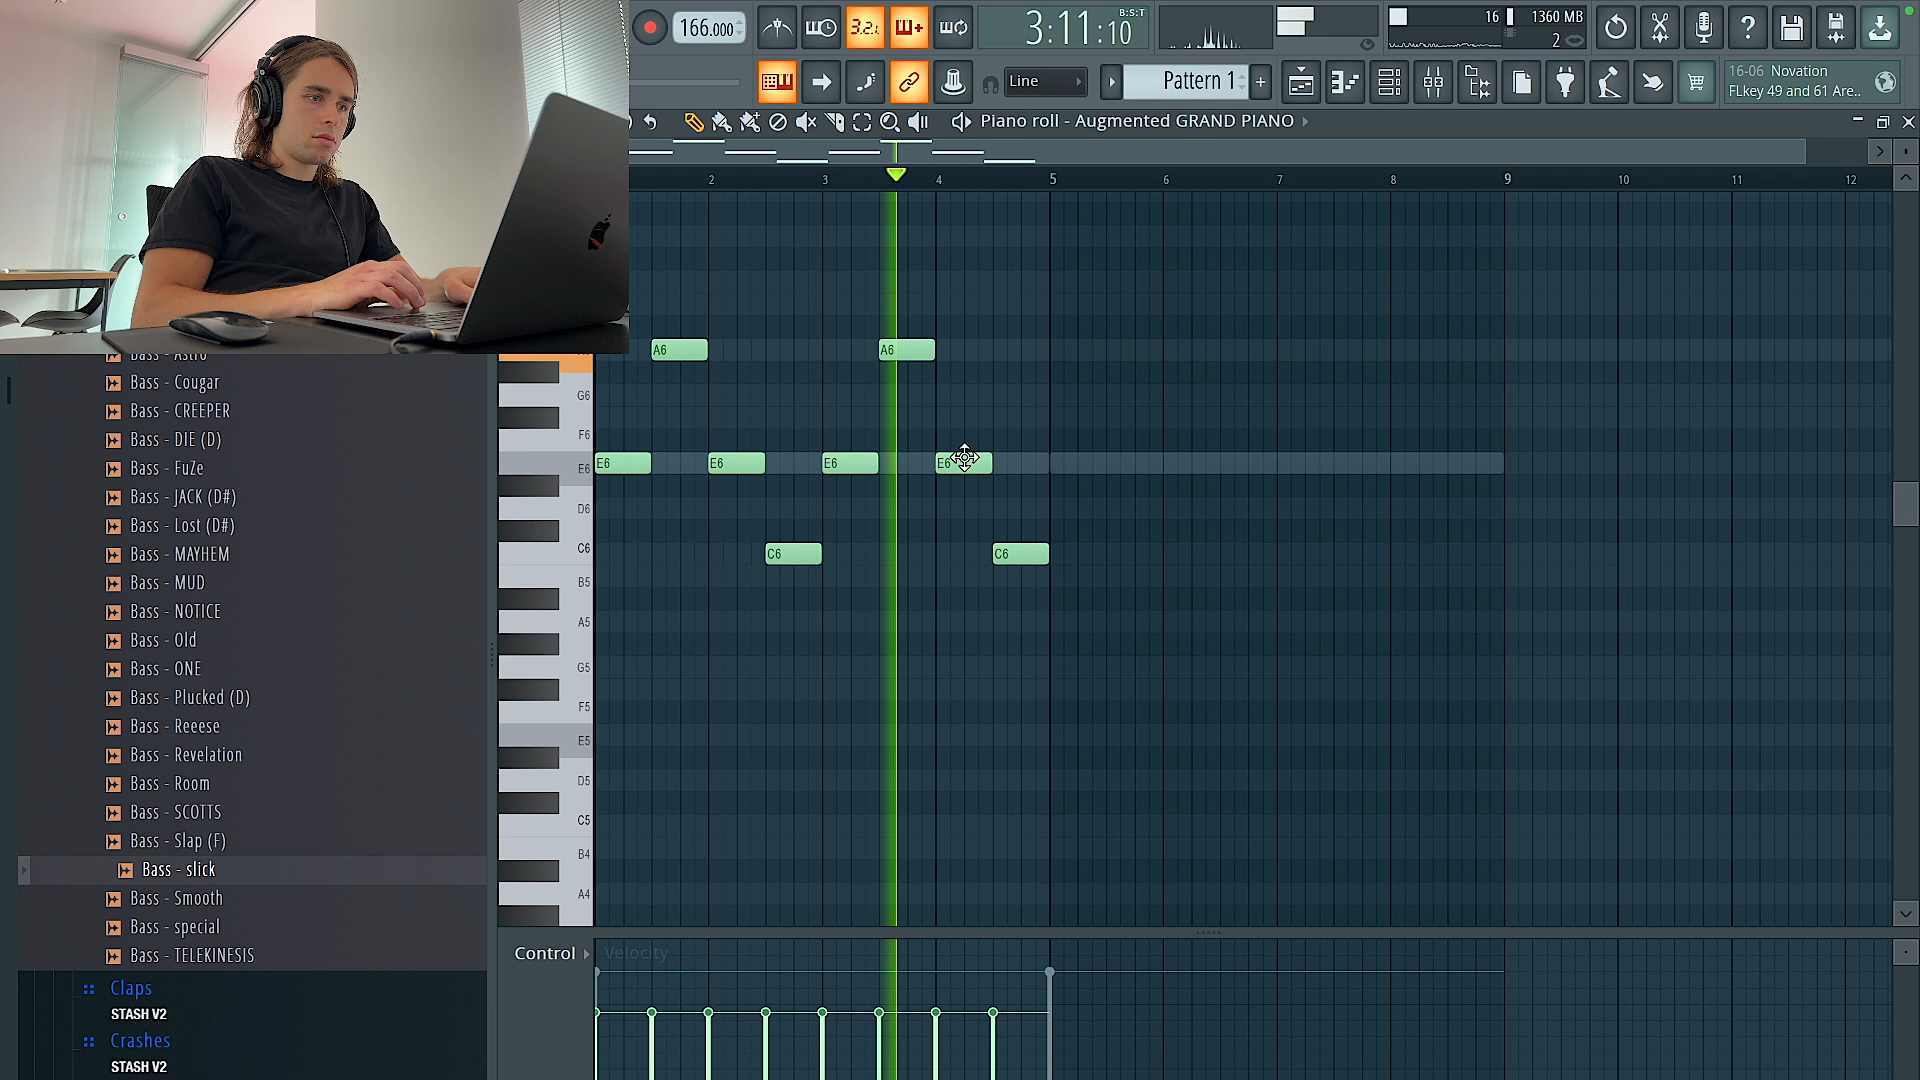 166.000
3.2.1
3:11:10
B:S:T
16
1360 MB
2
Line
Pattern 1
+
16-06 Novation
FLkey 49 and 61 Are..
Piano roll - Augmented GRAND PIANO
2 3 4 5 6 7 8 9 10 11 12
A6 A6
G6
F6
E6 E6 E6 E6 E6
D6
C6 C6 C6
B5
A5
G5
F5
E5
D5
C5
B4
A4
Control
Velocity
Bass - Astro
Bass - Cougar
Bass - CREEPER
Bass - DIE (D)
Bass - FuZe
Bass - JACK (D#)
Bass - Lost (D#)
Bass - MAYHEM
Bass - MUD
Bass - NOTICE
Bass - Old
Bass - ONE
Bass - Plucked (D)
Bass - Reeese
Bass - Revelation
Bass - Room
Bass - SCOTTS
Bass - Slap (F)
Bass - slick
Bass - Smooth
Bass - special
Bass - TELEKINESIS
Claps
STASH V2
Crashes
STASH V2